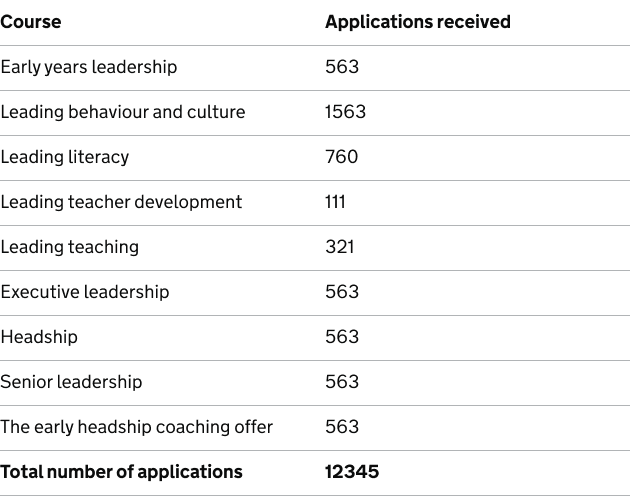 Course Applications received
Early years leadership 563
Leading behaviour and culture 1563
Leading literacy 760
Leading teacher development 111
Leading teaching 321
Executive leadership 563
Headship 563
Senior leadership 563
The early headship coaching offer 563
Total number of applications 12345